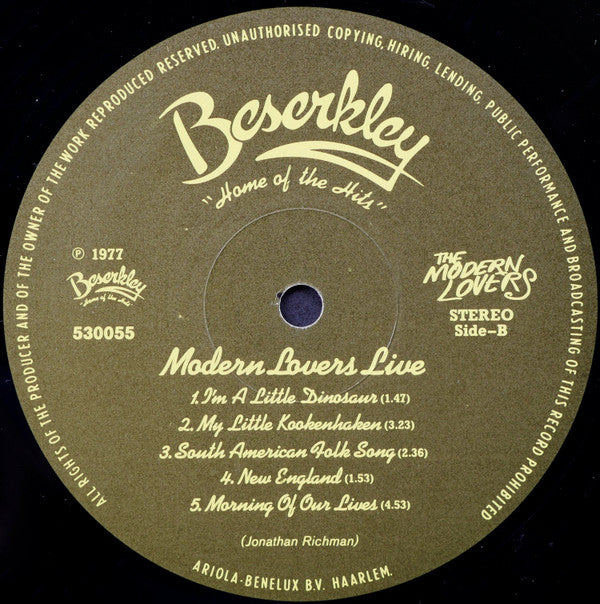 ALL RIGHTS OF THE PRODUCER AND OF THE OWNER OF THE WORK REPRODUCED RESERVED. UNAUTHORISED COPYING, HIRING, LENDING, PUBLIC PERFORMANCE AND BROADCASTING OF THIS RECORD PROHIBITED
Beserkley
"Home of the Hits"
℗ 1977
Beserkley
"Home of the Hits"
530055
THE
MODERN
LOVERS
STEREO
Side-B
Modern Lovers Live
1. I'm A Little Dinosaur (1.47)
2. My Little Kookenhaken (3.23)
3. South American Folk Song (2.36)
4. New England (1.53)
5. Morning Of Our Lives (4.53)
(Jonathan Richman)
ARIOLA-BENELUX B.V. HAARLEM.